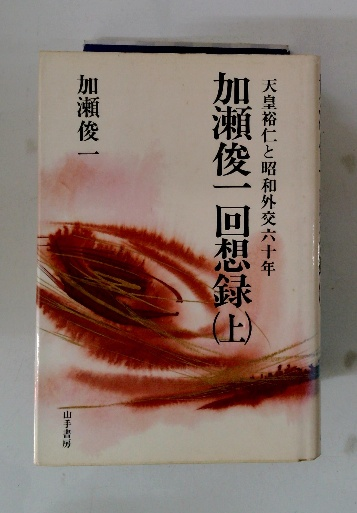 天皇裕仁と昭和外交六十年
加瀬俊一回想録(上)
加瀬俊一
山手書房